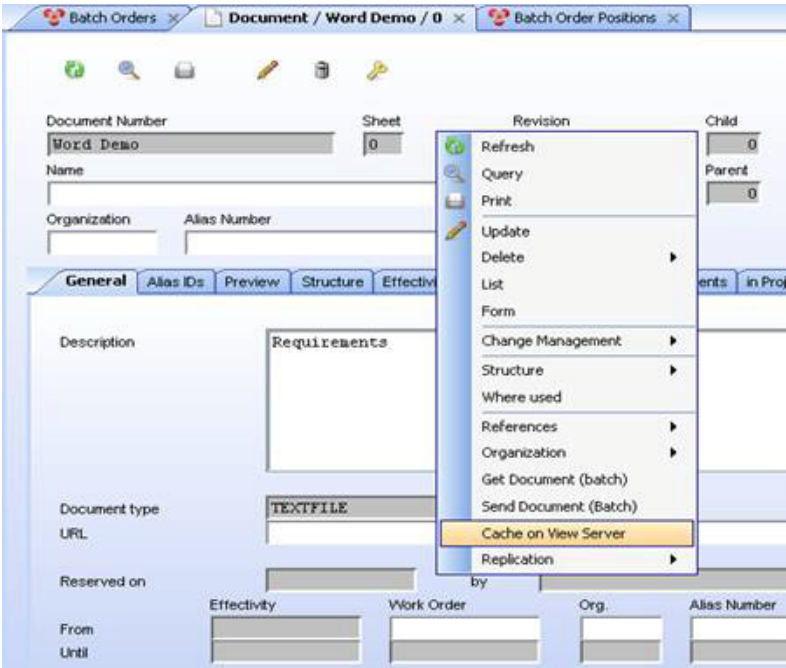 Batch Orders
Document / Word Demo / 0
Batch Order Positions
Document Number
Sheet
Revision
Child
Word Demo
0
0
Name
Parent
0
Organization
Alias Number
General
Alias IDs
Preview
Structure
Effectivi
ents
in Proj
Refresh
Query
Print
Update
Delete
List
Form
Change Management
Structure
Where used
References
Organization
Get Document (batch)
Send Document (Batch)
Cache on View Server
Replication
Description
Requirements
Document type
TEXTFILE
URL
Reserved on
by
Effectivity
Work Order
Org.
Alias Number
From
Until